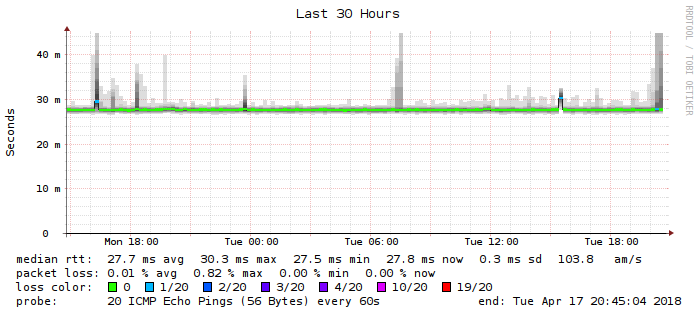 Last 30 Hours
RRDTOOL / TOBI OETIKER
Seconds
40 m
30 m
20 m
10 m
0
Mon 18:00 Tue 00:00 Tue 06:00 Tue 12:00 Tue 18:00
median rtt: 27.7 ms avg 30.3 ms max 27.5 ms min 27.8 ms now 0.3 ms sd 103.8 am/s
packet loss: 0.01 % avg 0.82 % max 0.00 % min 0.00 % now
loss color: 0 1/20 2/20 3/20 4/20 10/20 19/20
probe: 20 ICMP Echo Pings (56 Bytes) every 60s end: Tue Apr 17 20:45:04 2018